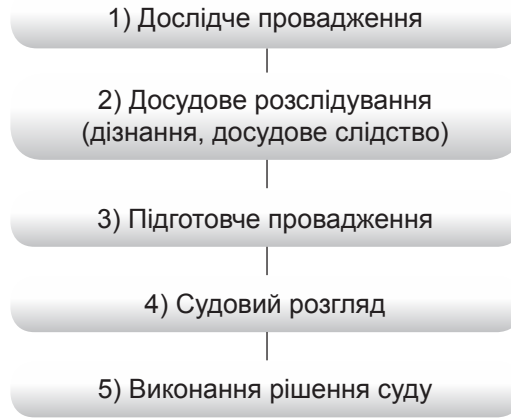 1) Дослідче провадження
2) Досудове розслідування
(дізнання, досудове слідство)
3) Підготовче провадження
4) Судовий розгляд
5) Виконання рішення суду